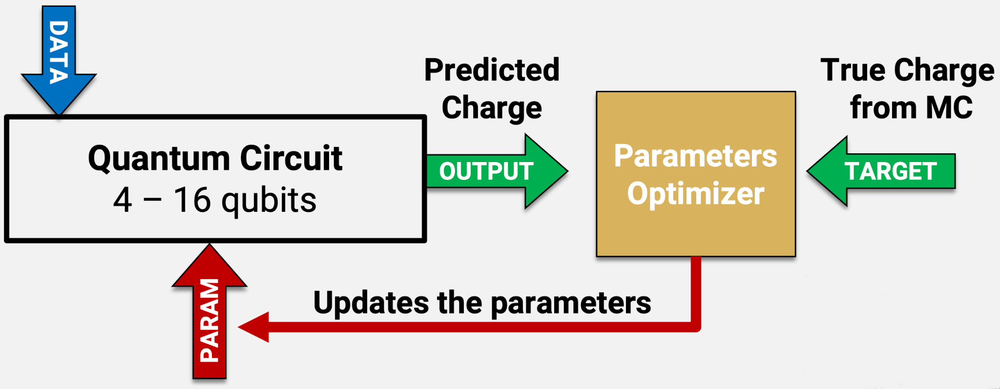 DATA
Quantum Circuit
4 – 16 qubits
PARAM
Predicted
Charge
OUTPUT
Parameters
Optimizer
True Charge
from MC
TARGET
Updates the parameters